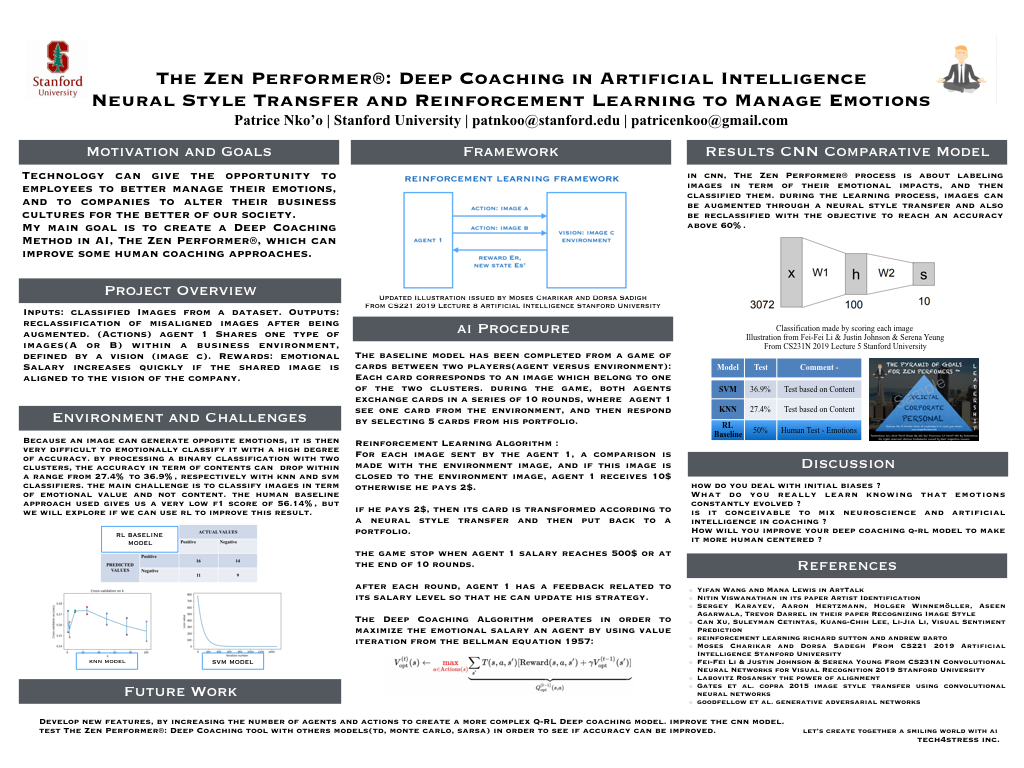 Stanford
University
The Zen Performer®: Deep Coaching in Artificial Intelligence
Neural Style Transfer and Reinforcement Learning to Manage Emotions
Patrice Nko'o | Stanford University | patnkoo@stanford.edu | patricenkoo@gmail.com
Motivation and Goals
Technology can give the opportunity to
employees to better manage their emotions,
and to companies to alter their business
cultures for the better of our society.
My main goal is to create a Deep Coaching
Method in AI, The Zen Performer®, which can
improve some human coaching approaches.
Project Overview
Inputs: classified Images from a dataset. Outputs:
reclassification of misaligned images after being
augmented. (Actions) agent 1 Shares one type of
images(A or B) within a business environment,
defined by a vision (image c). Rewards: emotional
Salary increases quickly if the shared image is
aligned to the vision of the company.
Environment and Challenges
Because an image can generate opposite emotions, it is then
very difficult to emotionally classify it with a high degree
of accuracy. by processing a binary classification with two
clusters, the accuracy in term of contents can drop within
a range from 27.4% to 36.9%, respectively with knn and svm
classifiers. The main challenge is to classify images in term
of emotional value and not content. The human baseline
approach used gives us a very low f1 score of 56.14%, but
we will explore if we can use RL to improve this result.
RL BASELINE
MODEL
ACTUAL VALUES
Positive
Negative
PREDICTED
VALUES
Positive
16
14
Negative
11
9
Cross-validation on k
KNN MODEL
SVM MODEL
Future Work
Develop new features, by increasing the number of agents and actions to create a more complex Q-RL Deep coaching model. improve the cnn model.
test The Zen Performer®: Deep Coaching tool with others models(td, monte carlo, sarsa) in order to see if accuracy can be improved.
Framework
REINFORCEMENT LEARNING FRAMEWORK
AGENT 1
ACTION: IMAGE A
ACTION: IMAGE B
REWARD Er,
NEW STATE Es'
VISION: IMAGE C
ENVIRONMENT
Updated Illustration issued by Moses Charikar and Dorsa Sadigh
From CS221 2019 Lecture 8 Artificial Intelligence Stanford University
AI Procedure
The baseline model has been completed from a game of
cards between two players(agent versus environment):
Each card corresponds to an image which belong to one
of the two clusters. during the game, both agents
exchange cards in a series of 10 rounds, where agent 1
see one card from the environment, and then respond
by selecting 5 cards from his portfolio.
Reinforcement Learning Algorithm :
For each image sent by the agent 1, a comparison is
made with the environment image, and if this image is
closed to the environment image, agent 1 receives 10$
otherwise he pays 2$.
if he pays 2$, then its card is transformed according to
a neural style transfer and then put back to a
portfolio.
the game stop when agent 1 salary reaches 500$ or at
the end of 10 rounds.
after each round, agent 1 has a feedback related to
its salary level so that he can update his strategy.
The Deep Coaching Algorithm operates in order to
maximize the emotional salary an agent by using value
iteration from the bellman equation 1957:
V_opt^(t)(s) ← max_{a∈Actions(s)} ∑_{s'} T(s, a, s')[Reward(s, a, s') + γV_opt^(t−1)(s')]
Q_opt^(t−1)(s,a)
Results CNN Comparative Model
in cnn, The Zen Performer® process is about labeling
images in term of their emotional impacts, and then
classified them. during the learning process, images can
be augmented through a neural style transfer and also
be reclassified with the objective to reach an accuracy
above 60% .
x
W1
h
W2
s
3072
100
10
Classification made by scoring each image
Illustration from Fei-Fei Li & Justin Johnson & Serena Yeung
From CS231N 2019 Lecture 5 Stanford University
Model Test Comment -
SVM 36.9% Test based on Content
KNN 27.4% Test based on Content
RL
Baseline 50% Human Test - Emotions
THE PYRAMID OF GOALS
FOR ZEN PERFORMERS ™
SOCIETAL
CORPORATE
PERSONAL
LEADERSHIP
Discussion
How do you deal with initial biases ?
What do you really learn knowing that emotions
constantly evolved ?
Is it conceivable to mix neuroscience and artificial
intelligence in coaching ?
How will you improve your deep coaching q-rl model to make
it more human centered ?
References
Yifan Wang and Mana Lewis in ArtTalk
Nitin Viswanathan in its paper Artist Identification
Sergey Karayev, Aaron Hertzmann, Holger Winnemöller, Aseen
Agarwala, Trevor Darrel in their paper Recognizing Image Style
Can Xu, Suleyman Cetintas, Kuang-Chih Lee, Li-Jia Li, Visual Sentiment
Prediction
reinforcement learning richard sutton and andrew barto
Moses Charikar and Dorsa Sadegh From CS221 2019 Artificial
Intelligence Stanford University
Fei-Fei Li & Justin Johnson & Serena Yeung From CS231N Convolutional
Neural Networks for Visual Recognition 2019 Stanford University
Labovitz Rosansky the power of alignment
Gates et al. copra 2015 image style transfer using convolutional
neural networks
goodfellow et al. generative adversarial networks
let's create together a smiling world with ai
TECH4STRESS INC.